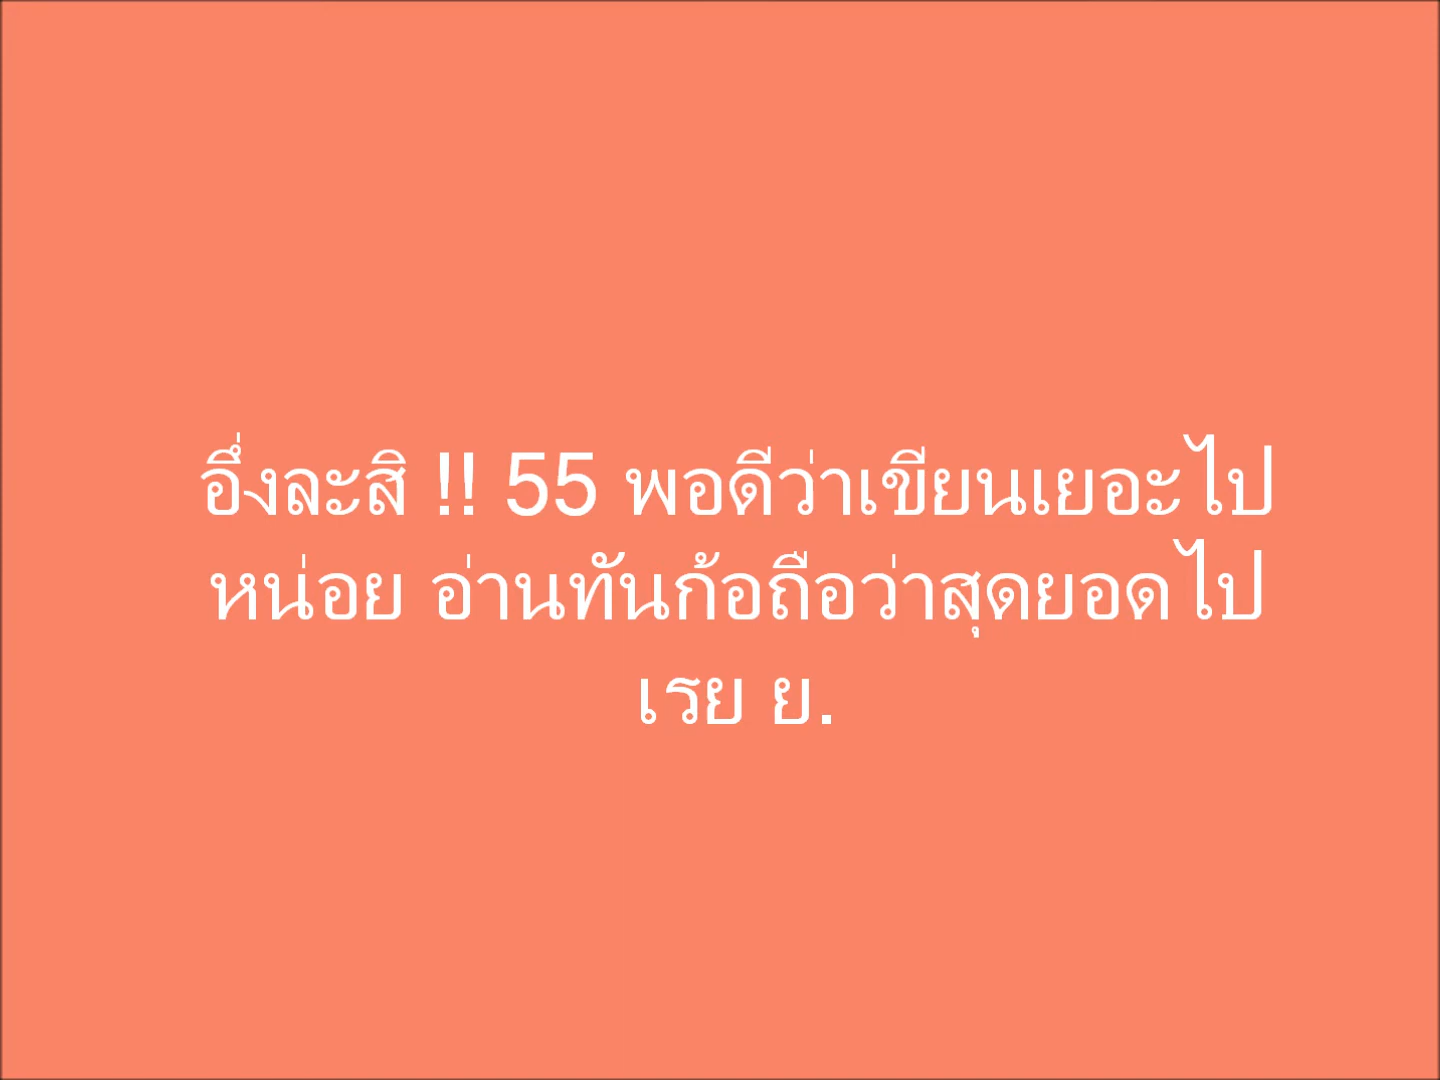 อึ่งละสิ !! 55 พอดีว่าเขียนเยอะไป
หน่อย อ่านทันก้อถือว่าสุดยอดไป
เรย ย.